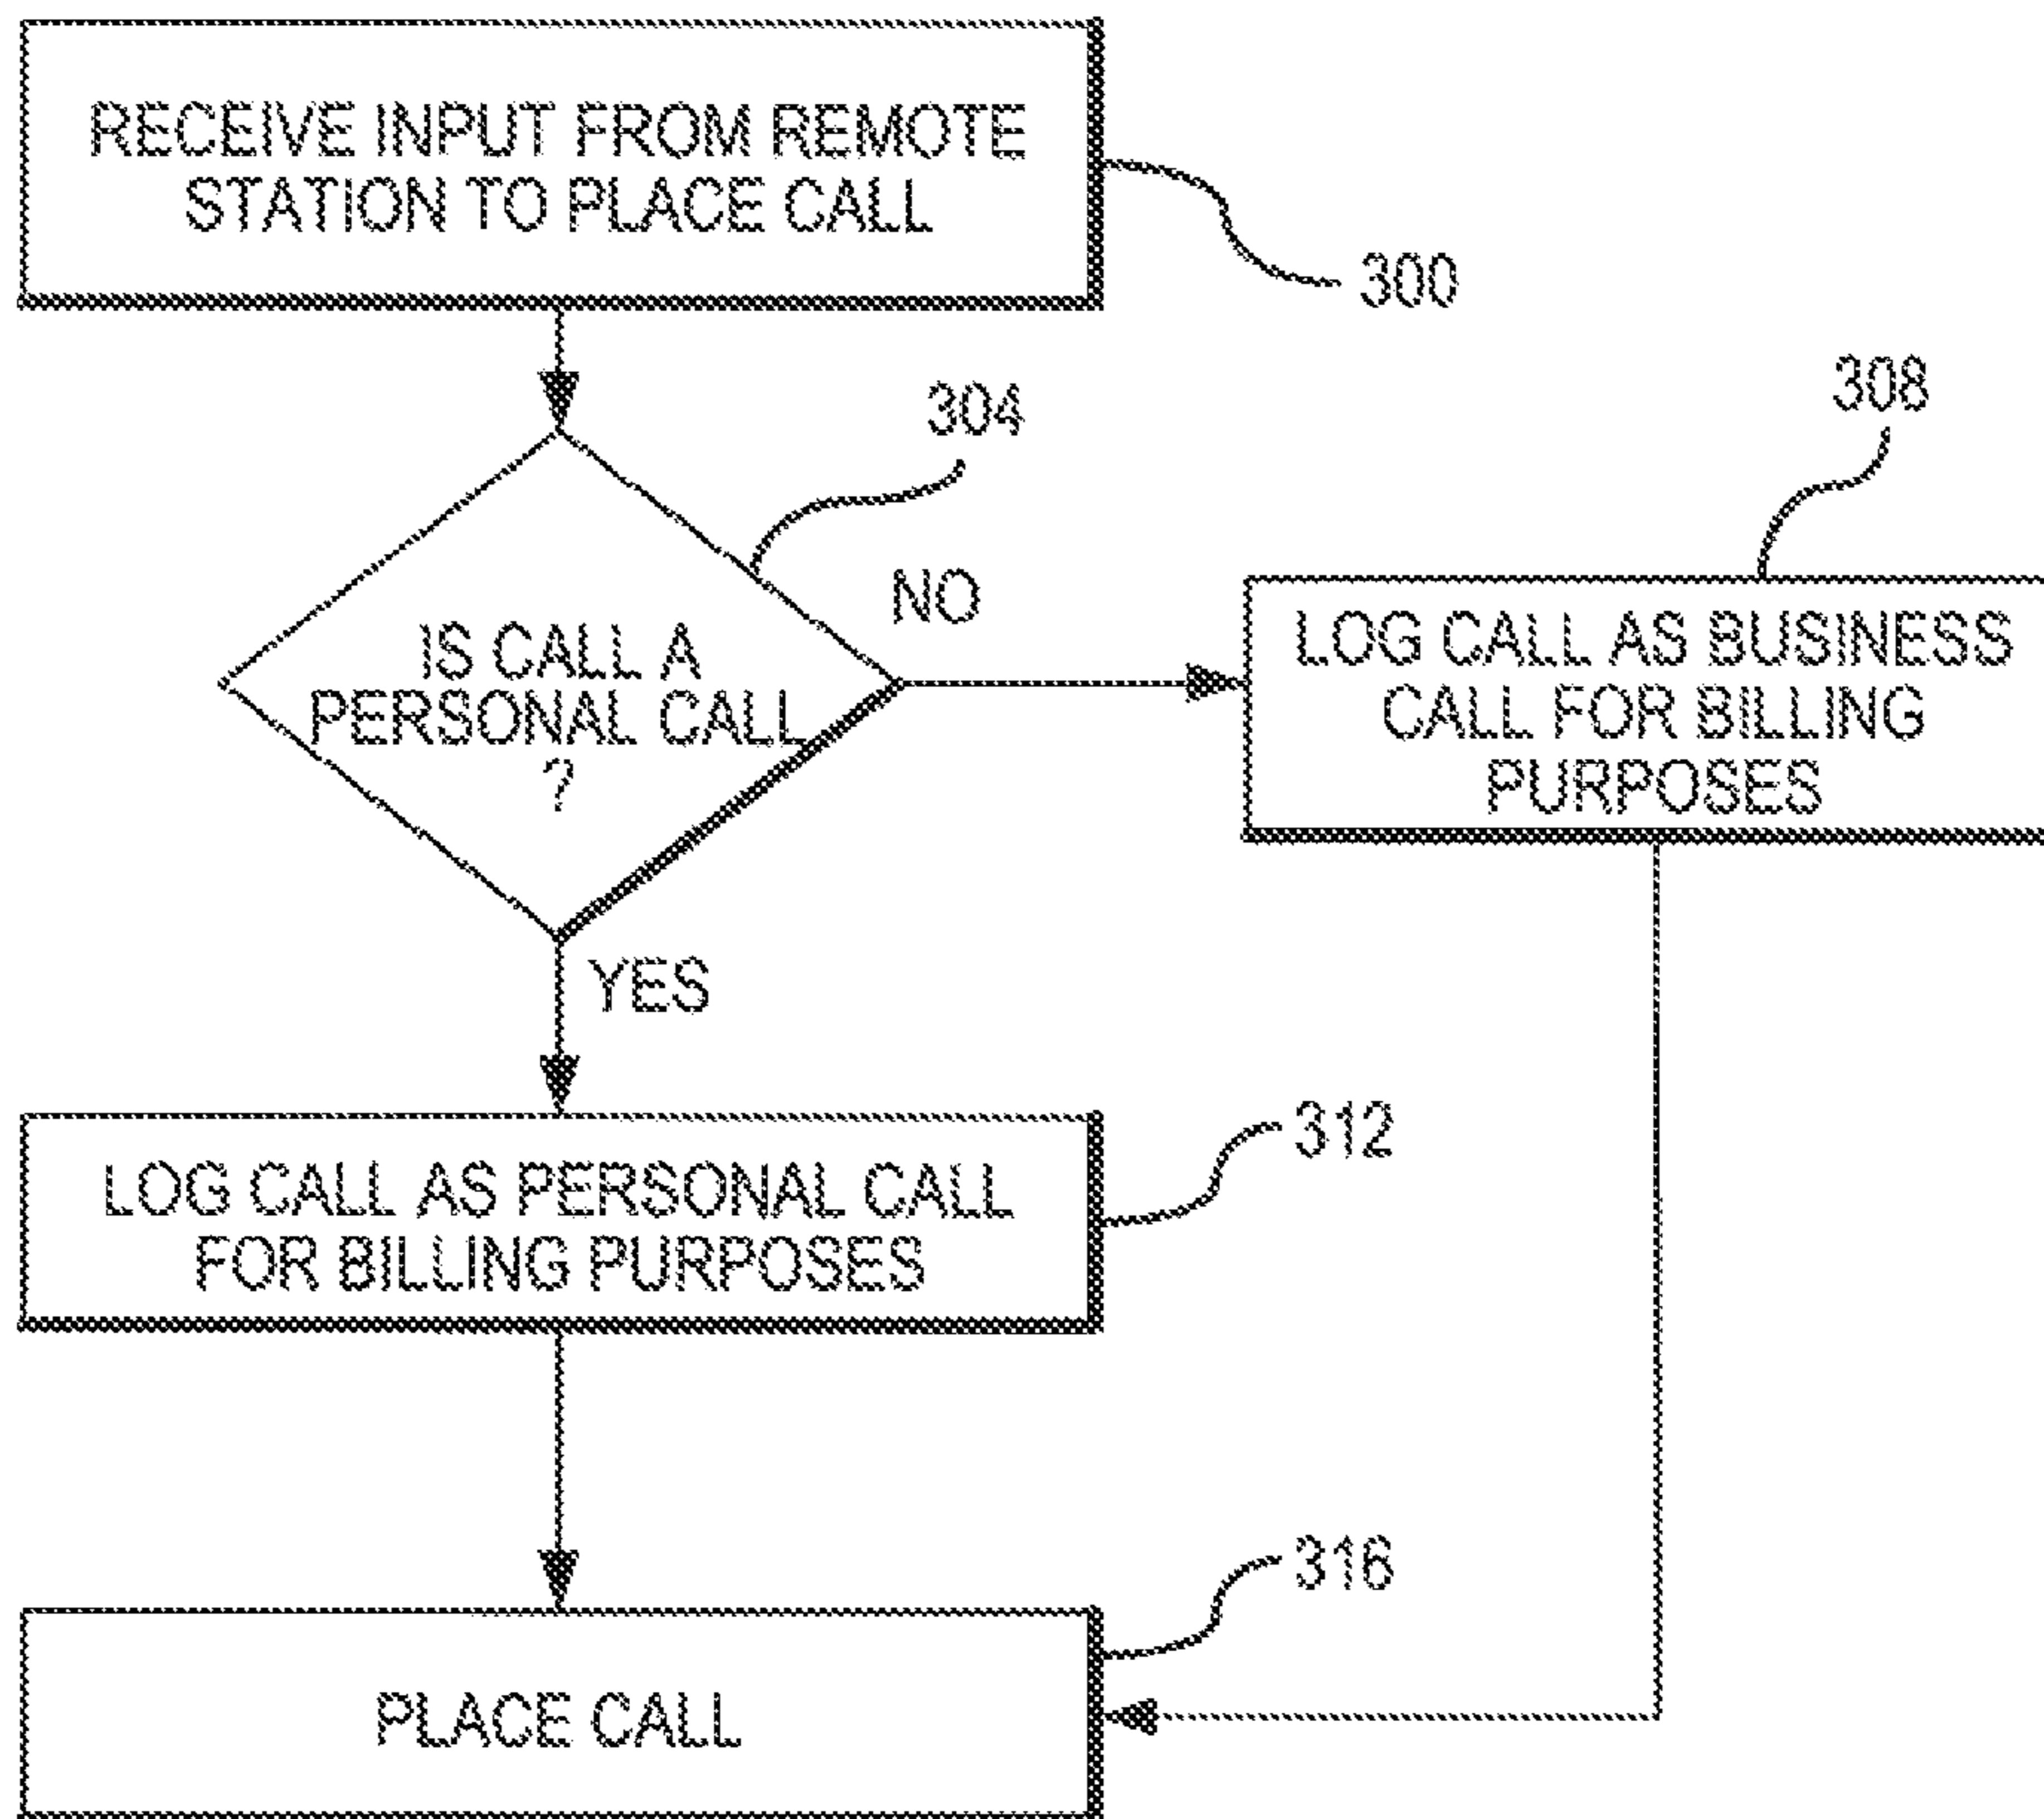 RECEIVE INPUT FROM REMOTE
STATION TO PLACE CALL
300
304
308
NO
IS CALL A
PERSONAL CALL
?
LOG CALL AS BUSINESS
CALL FOR BILLING
PURPOSES
YES
312
LOG CALL AS PERSONAL CALL
FOR BILLING PURPOSES
316
PLACE CALL